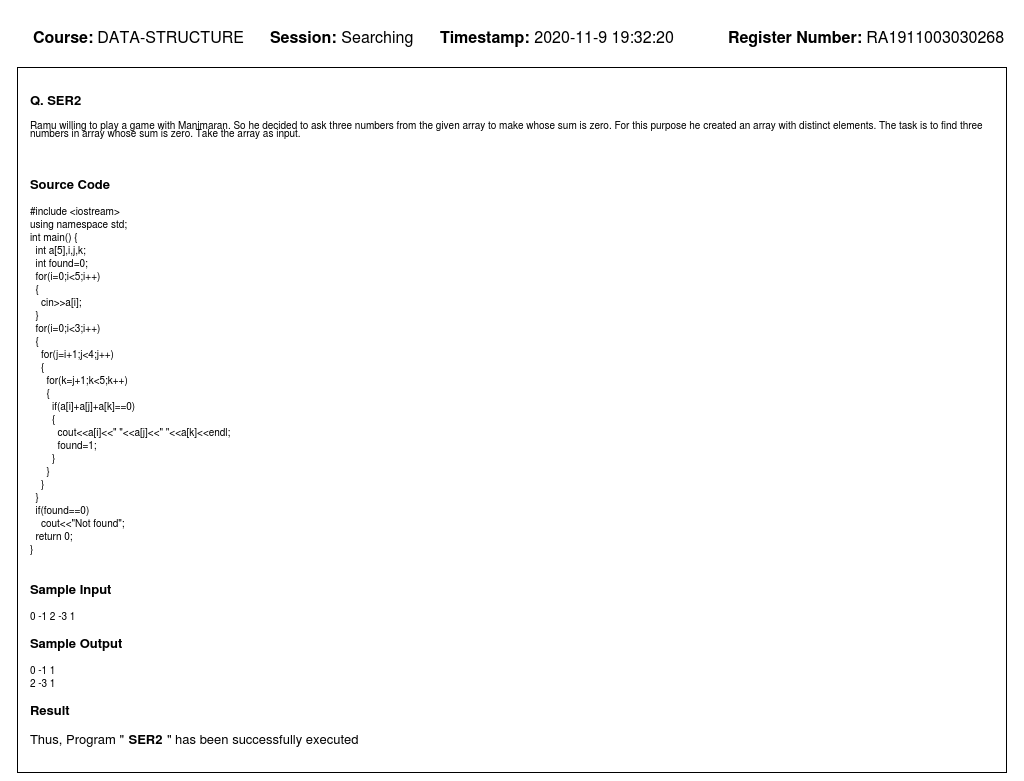 Course: DATA-STRUCTURE Session: Searching Timestamp: 2020-11-9 19:32:20 Register Number: RA1911003030268
Q. SER2
Ramu willing to play a game with Manimaran. So he decided to ask three numbers from the given array to make whose sum is zero. For this purpose he created an array with distinct elements. The task is to find three
numbers in array whose sum is zero. Take the array as input.
Source Code
#include <iostream>
using namespace std;
int main() {
  int a[5],i,j,k;
  int found=0;
  for(i=0;i<5;i++)
  {
    cin>>a[i];
  }
  for(i=0;i<3;i++)
  {
    for(j=i+1;j<4;j++)
    {
      for(k=j+1;k<5;k++)
      {
        if(a[i]+a[j]+a[k]==0)
        {
          cout<<a[i]<<" "<<a[j]<<" "<<a[k]<<endl;
          found=1;
        }
      }
    }
  }
  if(found==0)
    cout<<"Not found";
  return 0;
}
Sample Input
0 -1 2 -3 1
Sample Output
0 -1 1
2 -3 1
Result
Thus, Program " SER2 " has been successfully executed